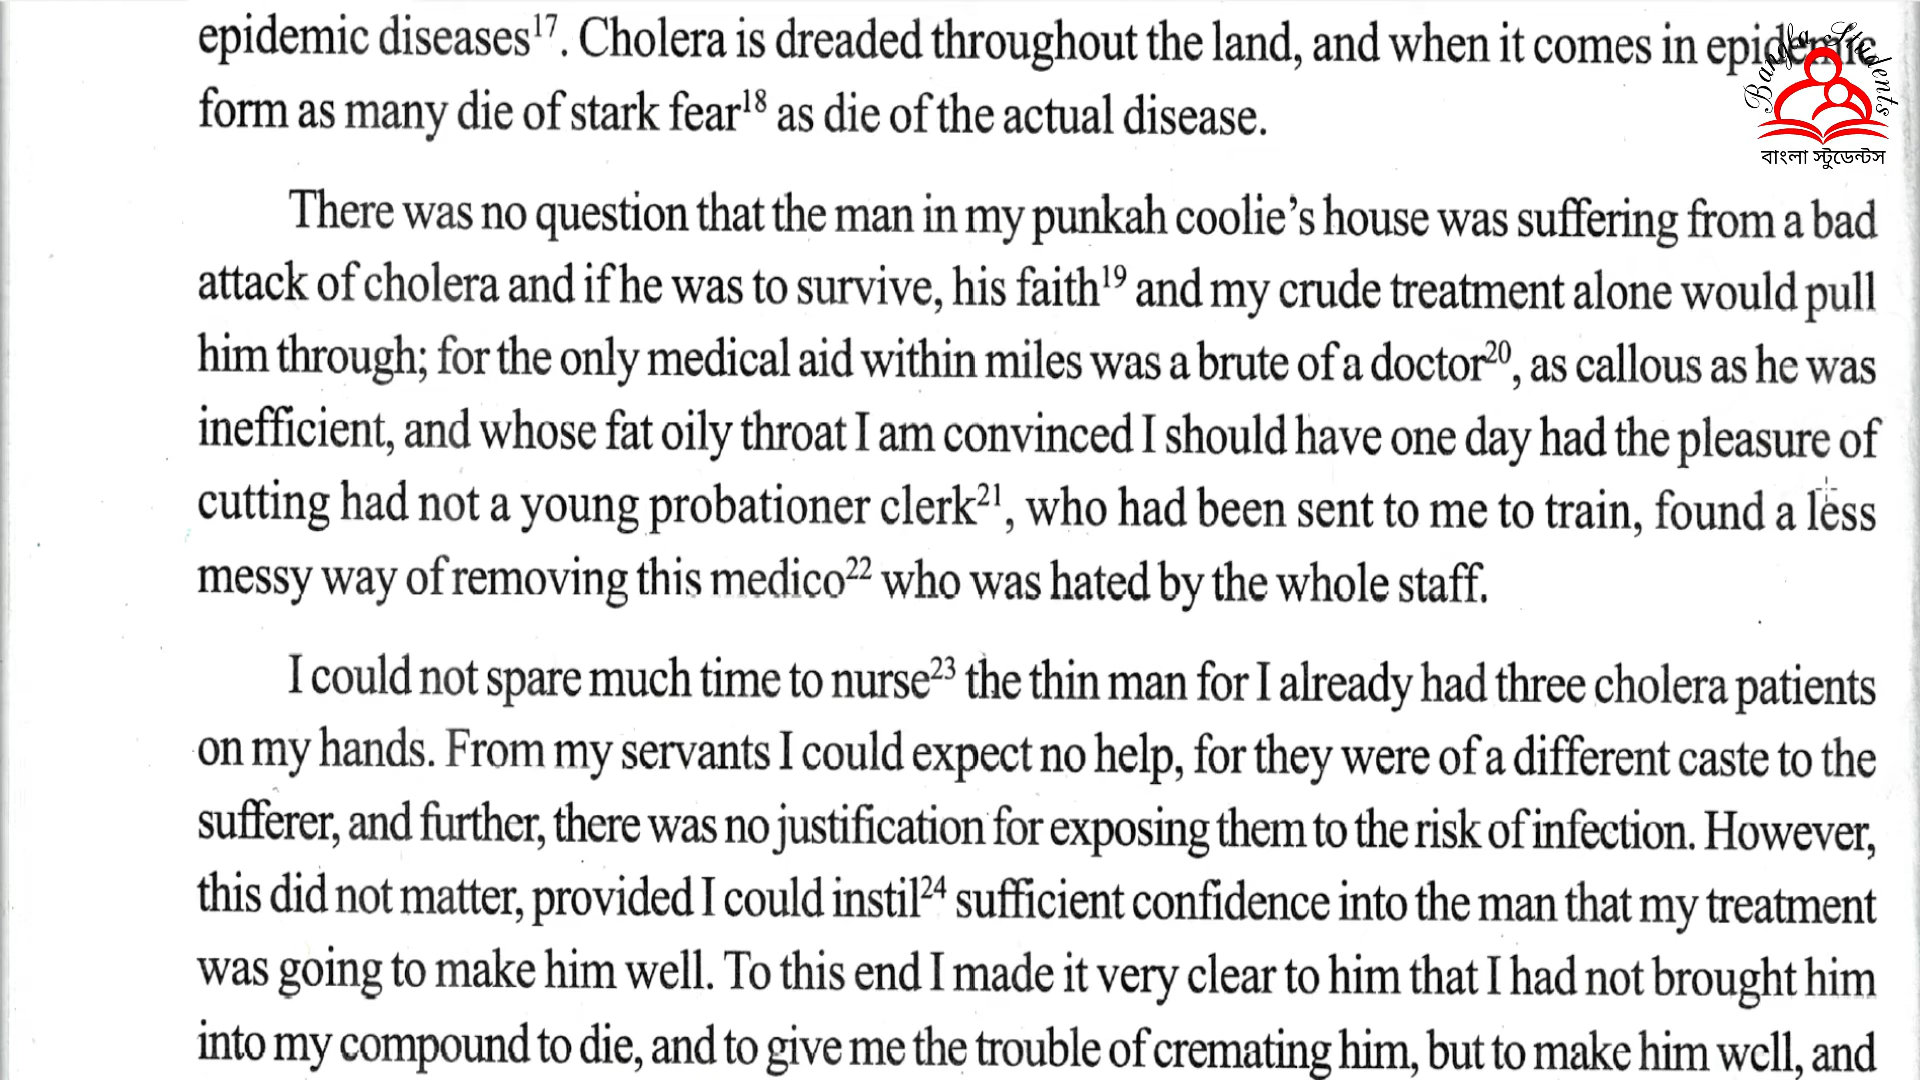 epidemic diseases¹⁷. Cholera is dreaded throughout the land, and when it comes in epidemic
form as many die of stark fear¹⁸ as die of the actual disease.
Bangla Students
বাংলা স্টুডেন্টস
There was no question that the man in my punkah coolie's house was suffering from a bad
attack of cholera and if he was to survive, his faith¹⁹ and my crude treatment alone would pull
him through; for the only medical aid within miles was a brute of a doctor²⁰, as callous as he was
inefficient, and whose fat oily throat I am convinced I should have one day had the pleasure of
cutting had not a young probationer clerk²¹, who had been sent to me to train, found a less
messy way of removing this medico²² who was hated by the whole staff.
I could not spare much time to nurse²³ the thin man for I already had three cholera patients
on my hands. From my servants I could expect no help, for they were of a different caste to the
sufferer, and further, there was no justification for exposing them to the risk of infection. However,
this did not matter, provided I could instil²⁴ sufficient confidence into the man that my treatment
was going to make him well. To this end I made it very clear to him that I had not brought him
into my compound to die, and to give me the trouble of cremating him, but to make him well, and